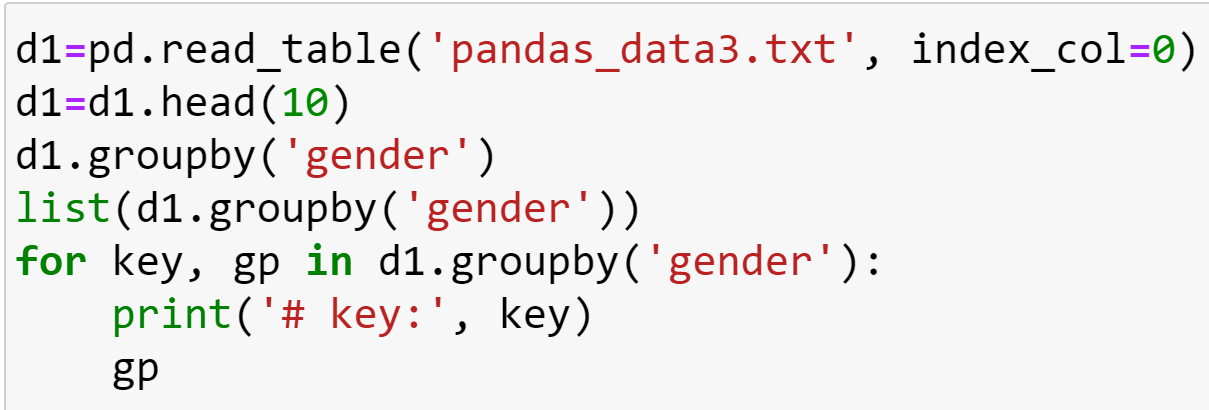 d1=pd.read_table('pandas_data3.txt', index_col=0)
d1=d1.head(10)
d1.groupby('gender')
list(d1.groupby('gender'))
for key, gp in d1.groupby('gender'):
    print('# key:', key)
    gp